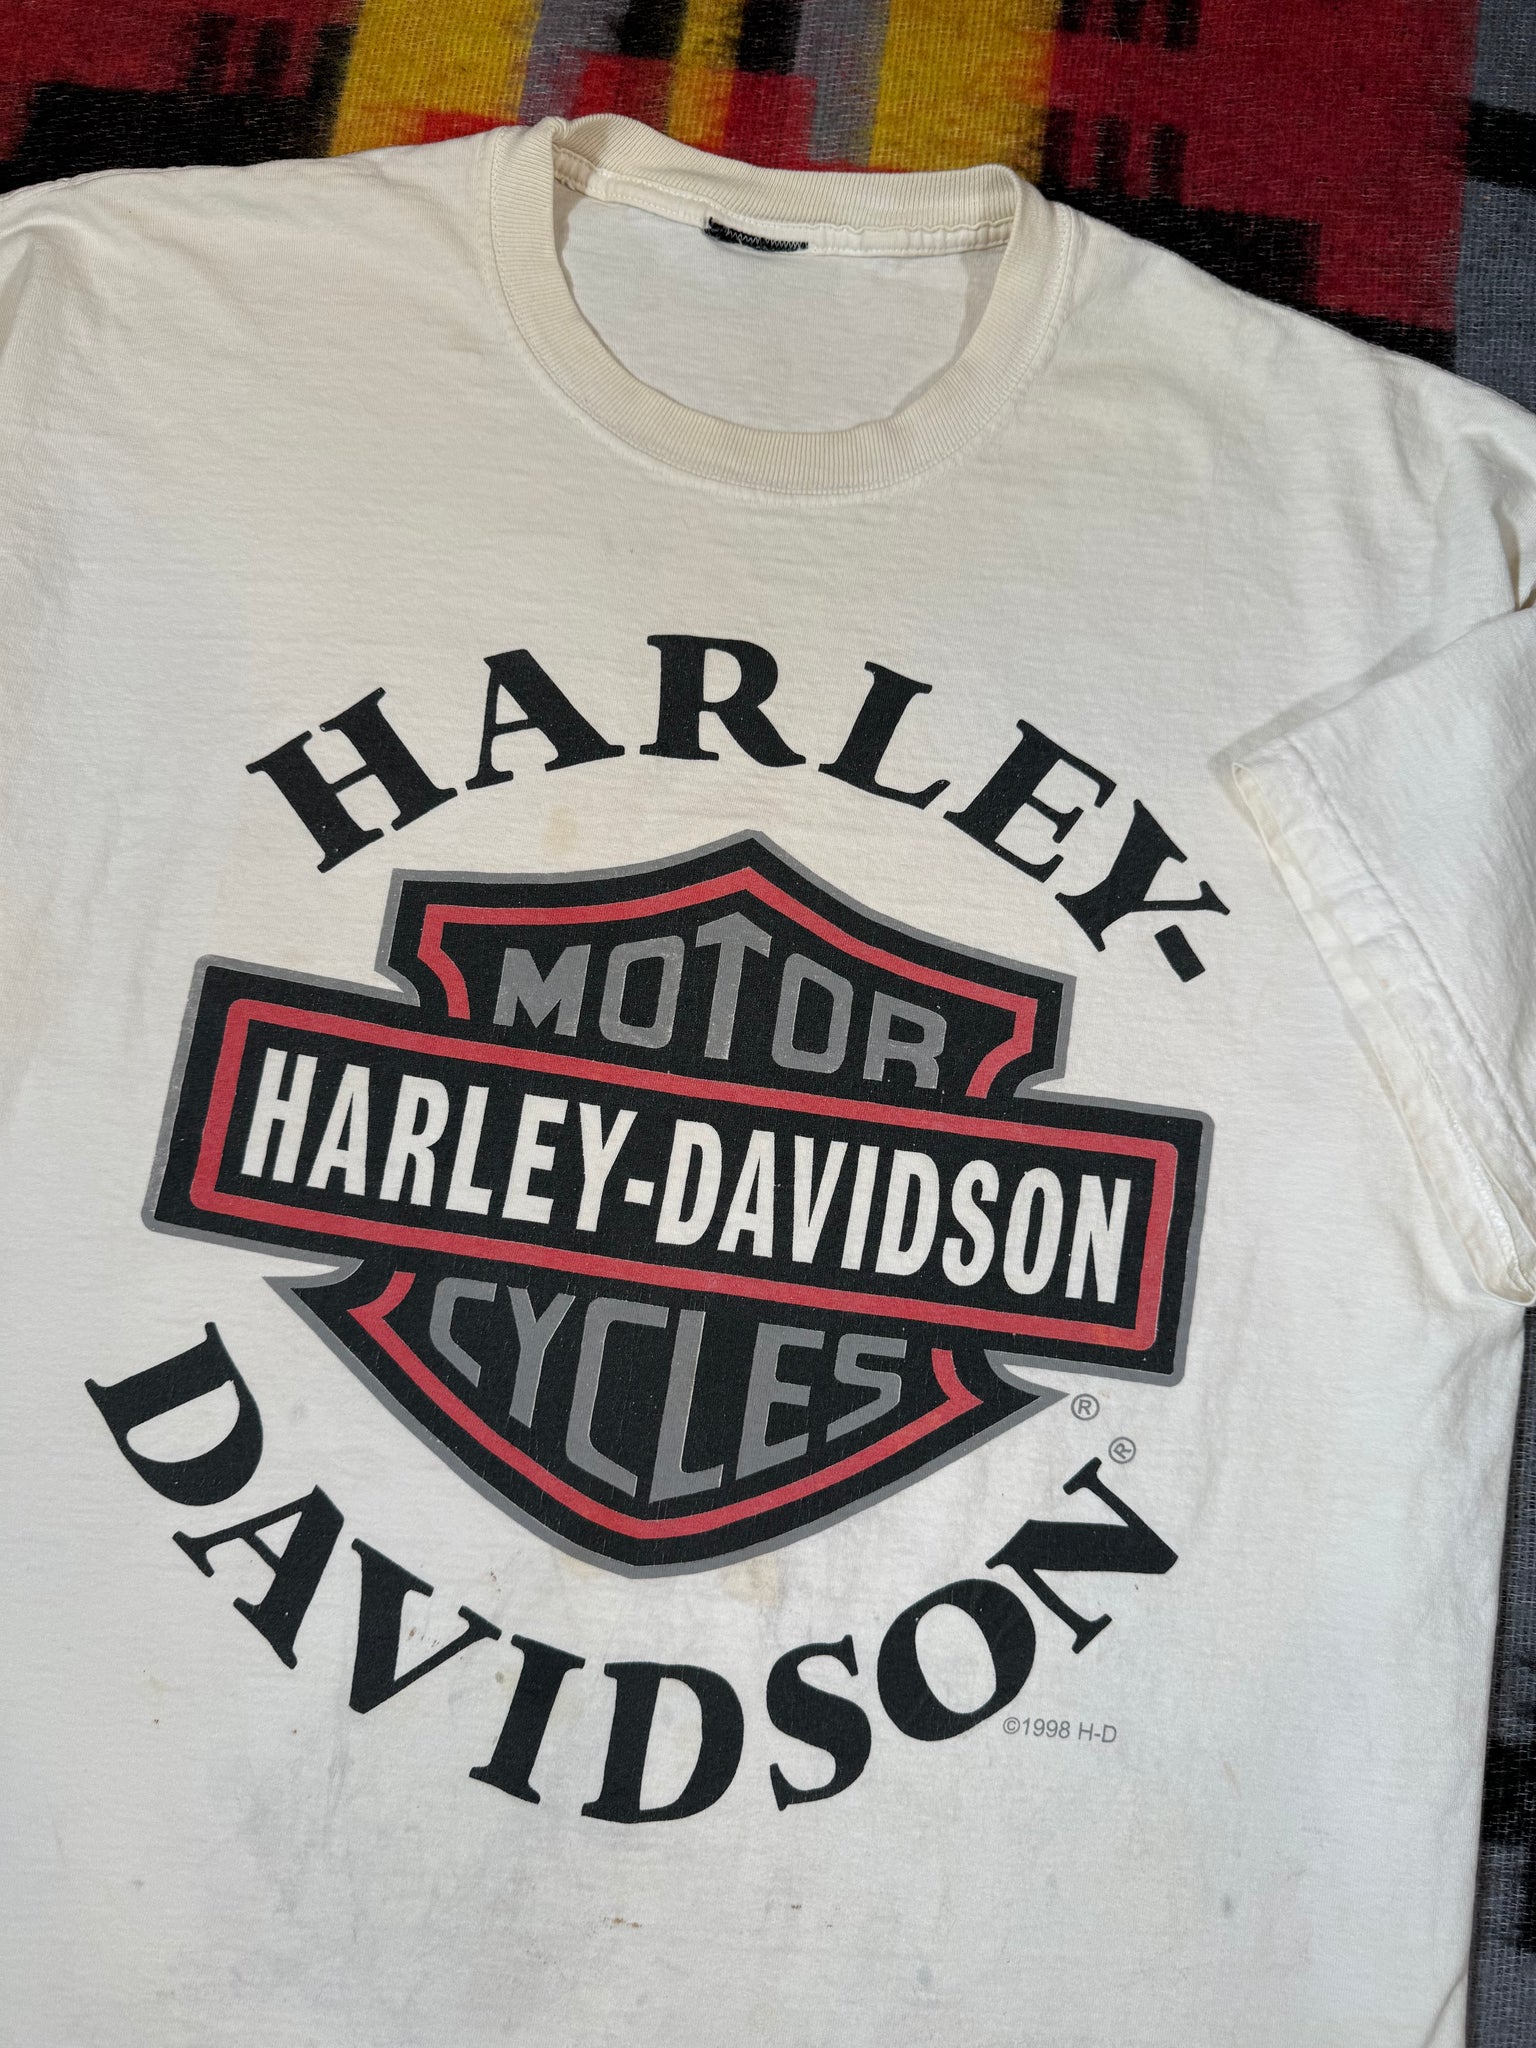 HARLEY-
MOTOR
HARLEY-DAVIDSON
CYCLES
®
®
DAVIDSON
©1998 H-D